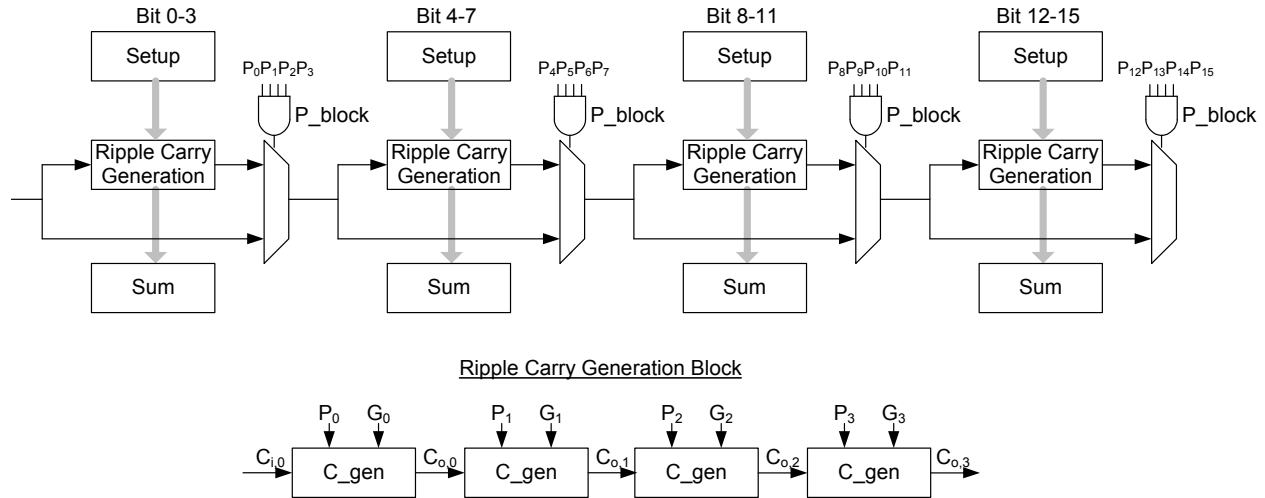 Bit 0-3 Bit 4-7 Bit 8-11 Bit 12-15
Setup Setup Setup Setup
P0P1P2P3 P4P5P6P7 P8P9P10P11 P12P13P14P15
P_block P_block P_block P_block
Ripple Carry Ripple Carry Ripple Carry Ripple Carry
Generation Generation Generation Generation
Sum Sum Sum Sum
Ripple Carry Generation Block
P0 G0 P1 G1 P2 G2 P3 G3
Ci,0 Co,0 Co,1 Co,2 Co,3
C_gen C_gen C_gen C_gen